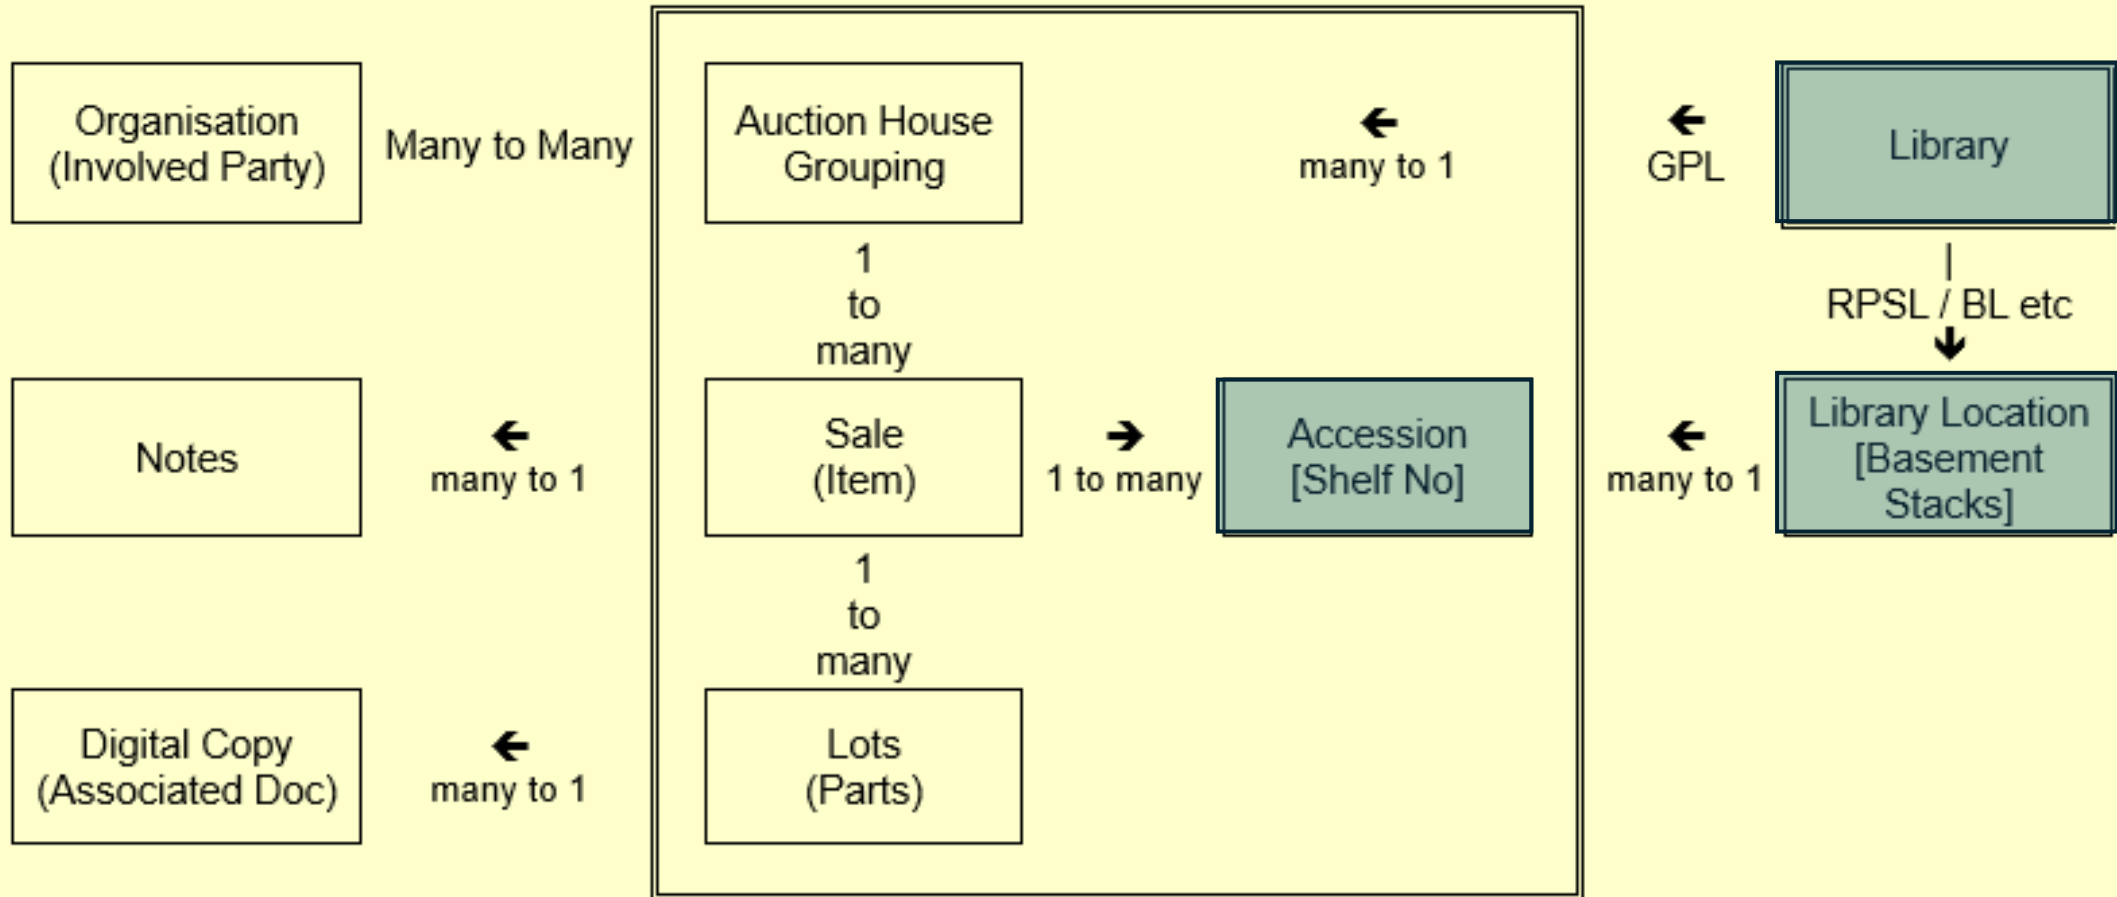 Organisation
(Involved Party)
Many to Many
Auction House
Grouping
🡰
many to 1
🡰
GPL
Library
1
to
many
|
RPSL / BL etc
🡳
Notes
🡰
many to 1
Sale
(Item)
🡲
1 to many
Accession
[Shelf No]
🡰
many to 1
Library Location
[Basement
Stacks]
1
to
many
Digital Copy
(Associated Doc)
🡰
many to 1
Lots
(Parts)